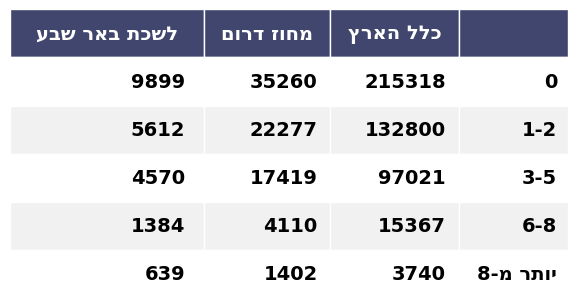 כלל הארץ מחוז דרום לשכת באר שבע
0 215318 35260 9899
1-2 132800 22277 5612
3-5 97021 17419 4570
6-8 15367 4110 1384
יותר מ-8 3740 1402 639